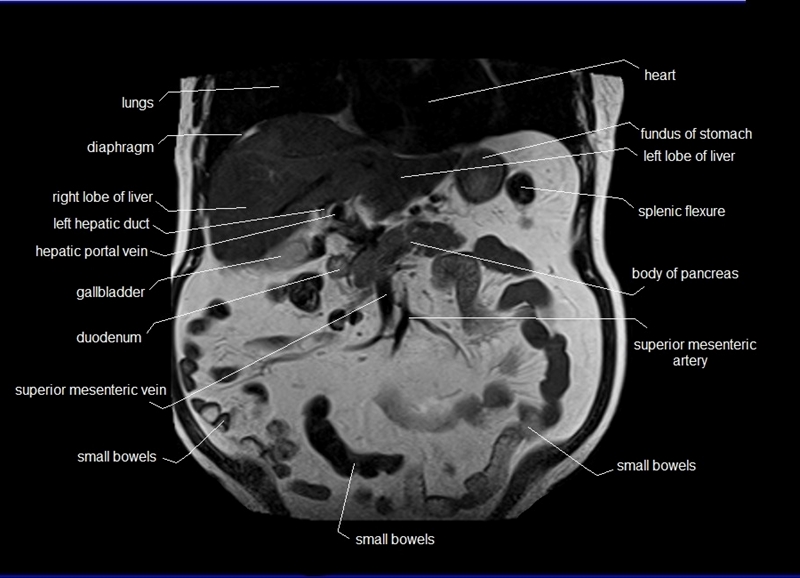 lungs
diaphragm
right lobe of liver
left hepatic duct
hepatic portal vein
gallbladder
duodenum
superior mesenteric vein
small bowels
small bowels
heart
fundus of stomach
left lobe of liver
splenic flexure
body of pancreas
superior mesenteric
artery
small bowels